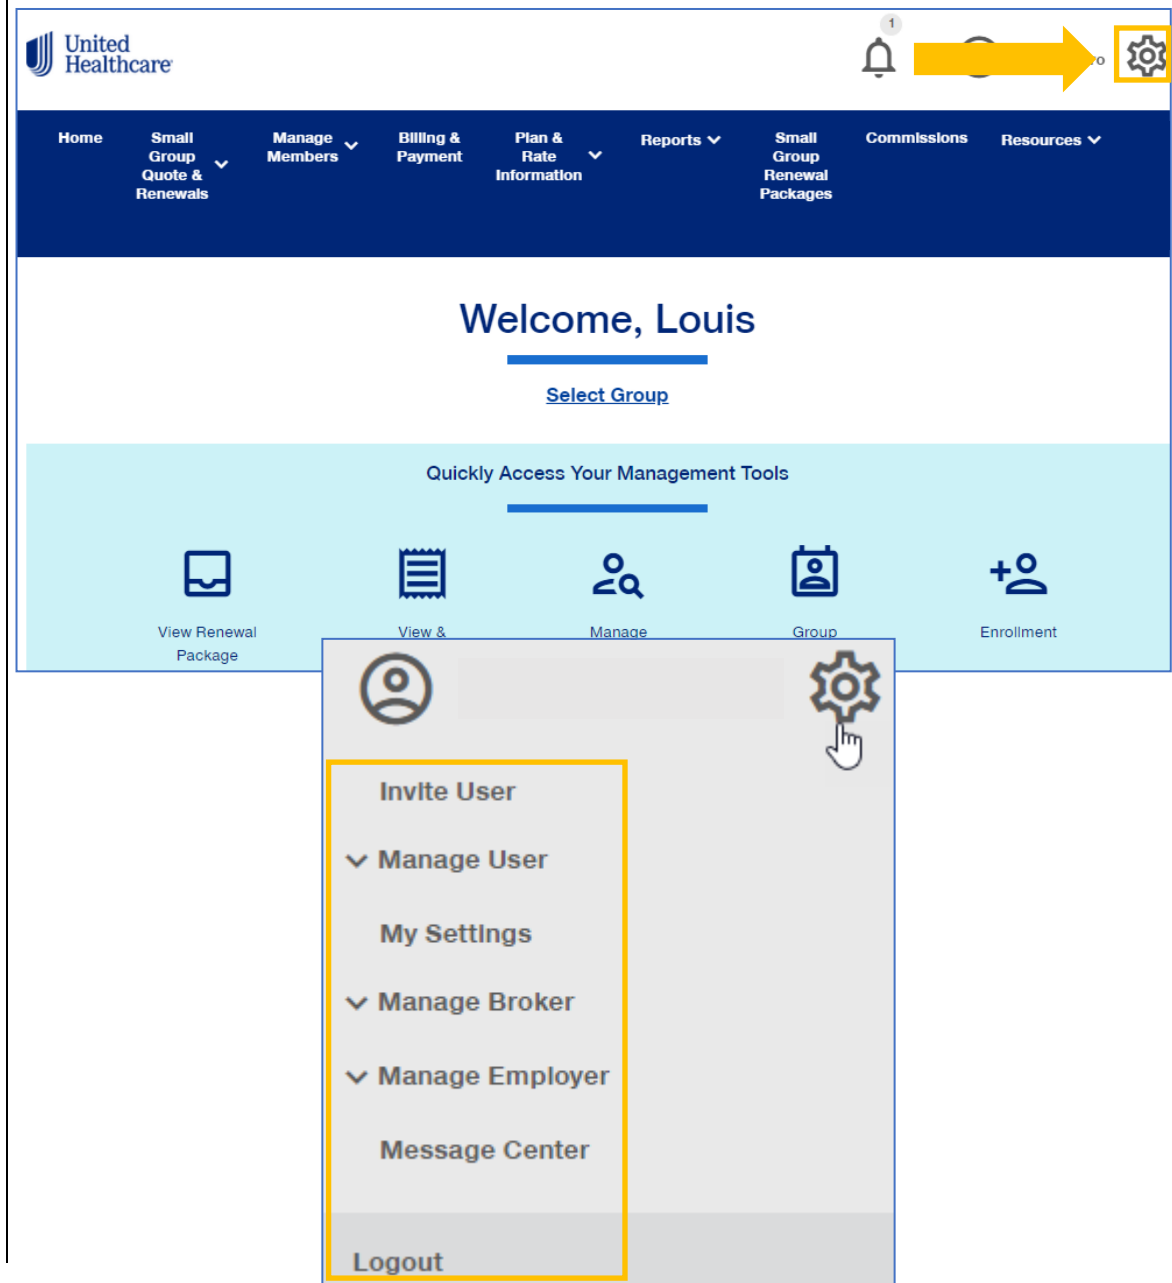 1
United
Healthcare
o
Home
Small
Group
Quote &
Renewals
Manage
Members
Billing &
Payment
Plan &
Rate
Information
Reports
Small
Group
Renewal
Packages
Commissions
Resources
Welcome, Louis
Select Group
Quickly Access Your Management Tools
View Renewal
Package
View &
Manage
Group
Enrollment
Invite User
Manage User
My Settings
Manage Broker
Manage Employer
Message Center
Logout